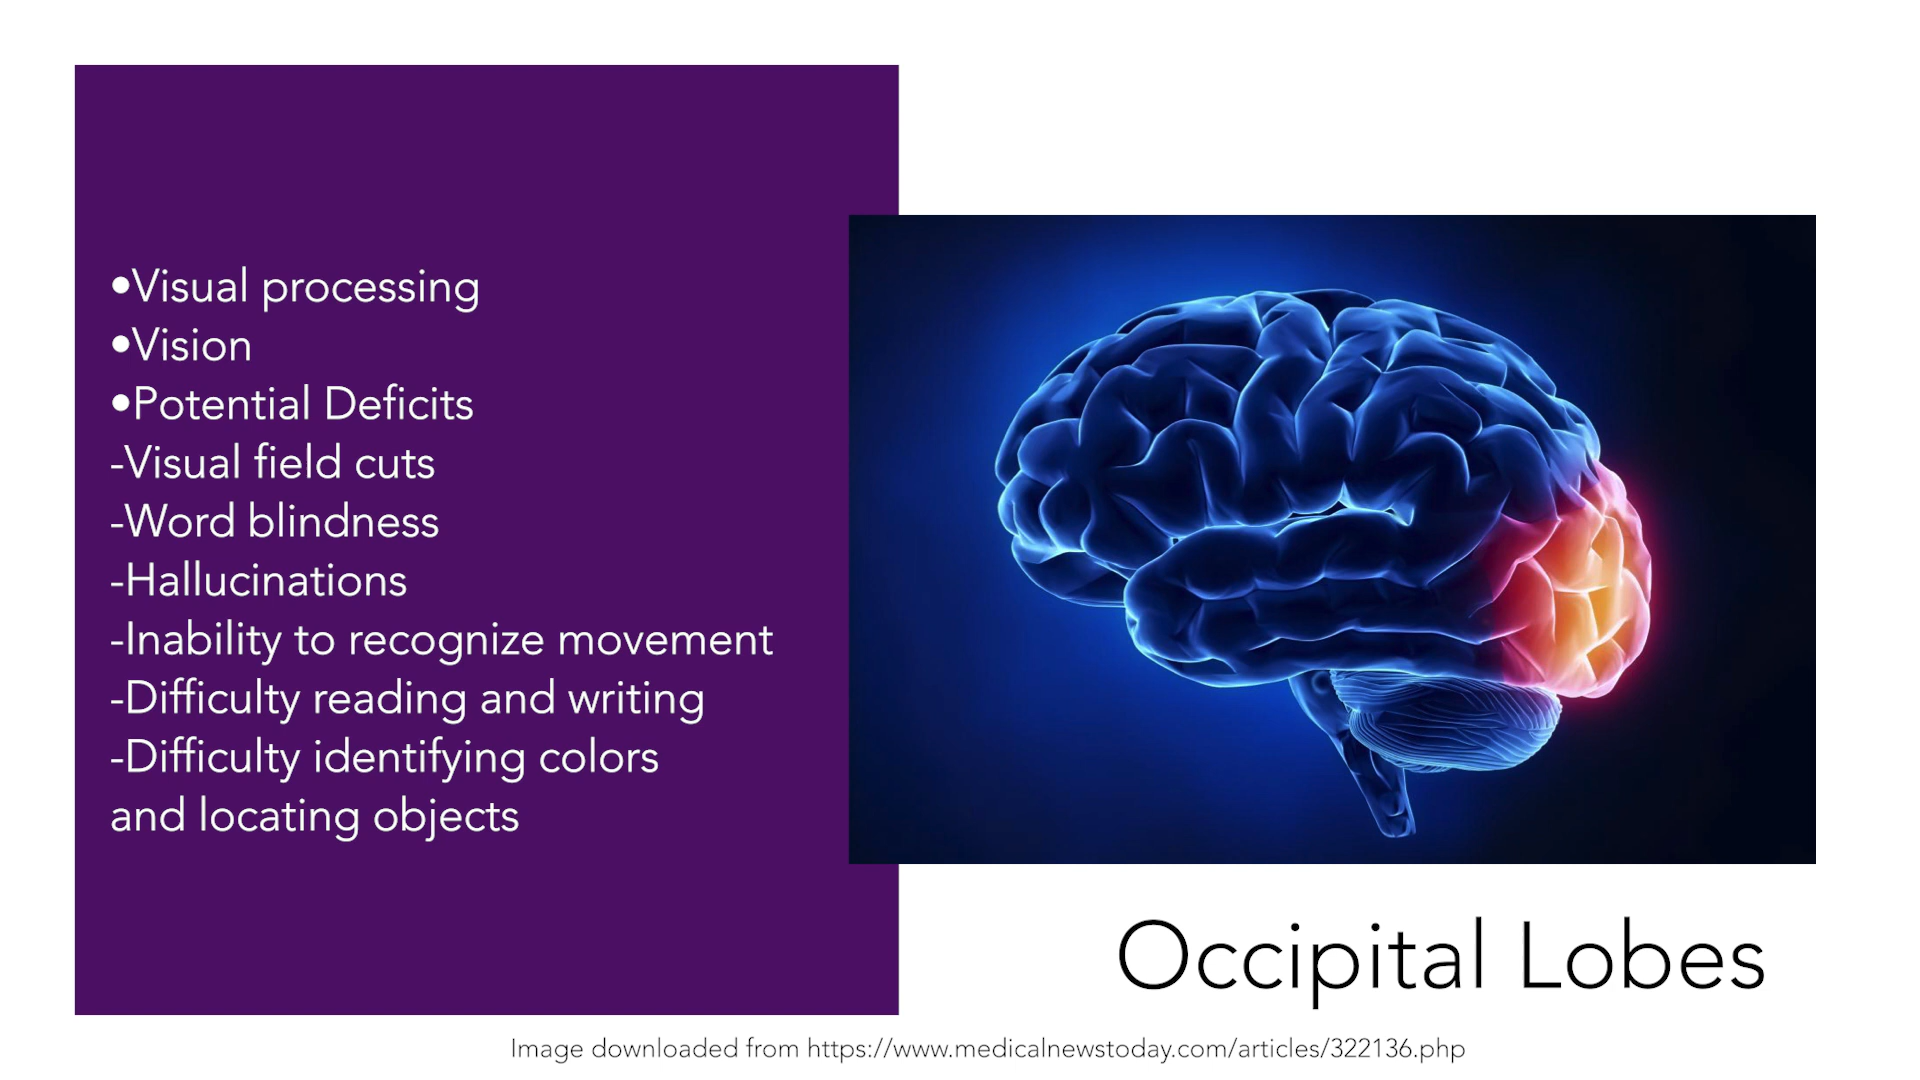 •Visual processing
•Vision
•Potential Deficits
-Visual field cuts
-Word blindness
-Hallucinations
-Inability to recognize movement
-Difficulty reading and writing
-Difficulty identifying colors
and locating objects
Occipital Lobes
Image downloaded from https://www.medicalnewstoday.com/articles/322136.php